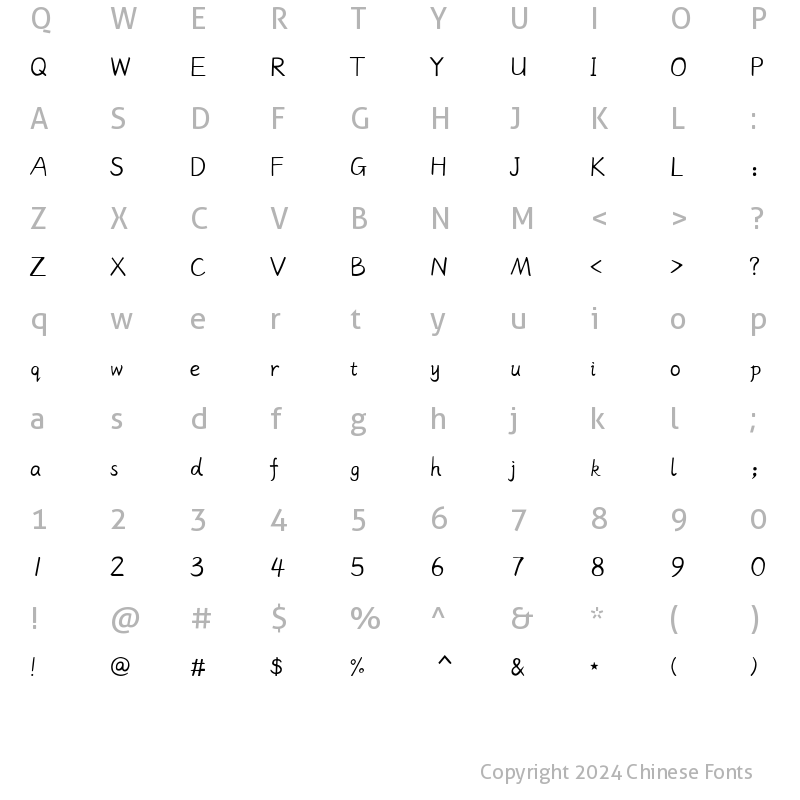 Q W E R T Y U I O P
Q W E R T Y U I O P
A S D F G H J K L :
A S D F G H J K L :
Z X C V B N M < > ?
Z X C V B N M < > ?
q w e r t y u i o p
q w e r t y u i o p
a s d f g h j k l ;
a s d f g h j k l ;
1 2 3 4 5 6 7 8 9 0
1 2 3 4 5 6 7 8 9 0
! @ # $ % ^ & * ( )
! @ # $ % ^ & * ( )
Copyright 2024 Chinese Fonts